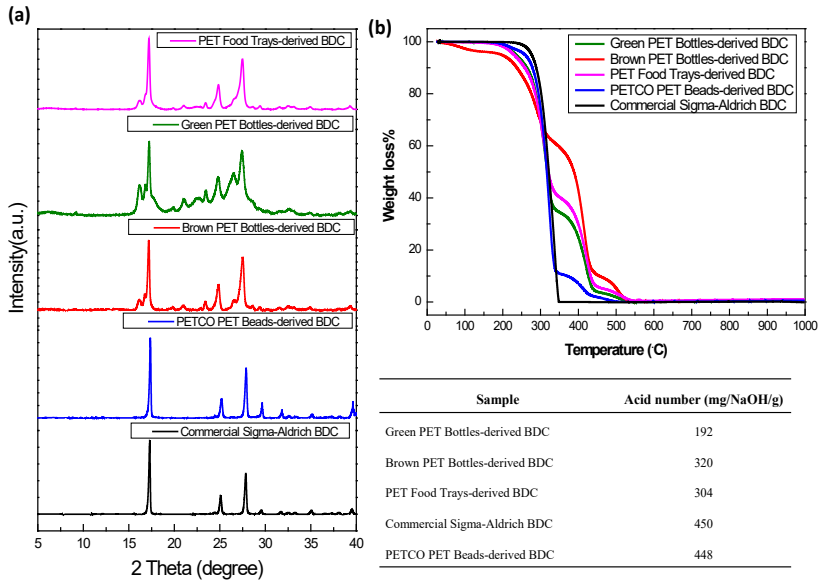 (a)
PET Food Trays-derived BDC
Green PET Bottles-derived BDC
Brown PET Bottles-derived BDC
PETCO PET Beads-derived BDC
Commercial Sigma-Aldrich BDC
Intensity(a.u.)
5 10 15 20 25 30 35 40
2 Theta (degree)
(b)
Green PET Bottles-derived BDC
Brown PET Bottles-derived BDC
PET Food Trays-derived BDC
PETCO PET Beads-derived BDC
Commercial Sigma-Aldrich BDC
100
80
60
40
20
0
Weight loss%
0 100 200 300 400 500 600 700 800 900 1000
Temperature (°C)
Sample Acid number (mg/NaOH/g)
Green PET Bottles-derived BDC 192
Brown PET Bottles-derived BDC 320
PET Food Trays-derived BDC 304
Commercial Sigma-Aldrich BDC 450
PETCO PET Beads-derived BDC 448